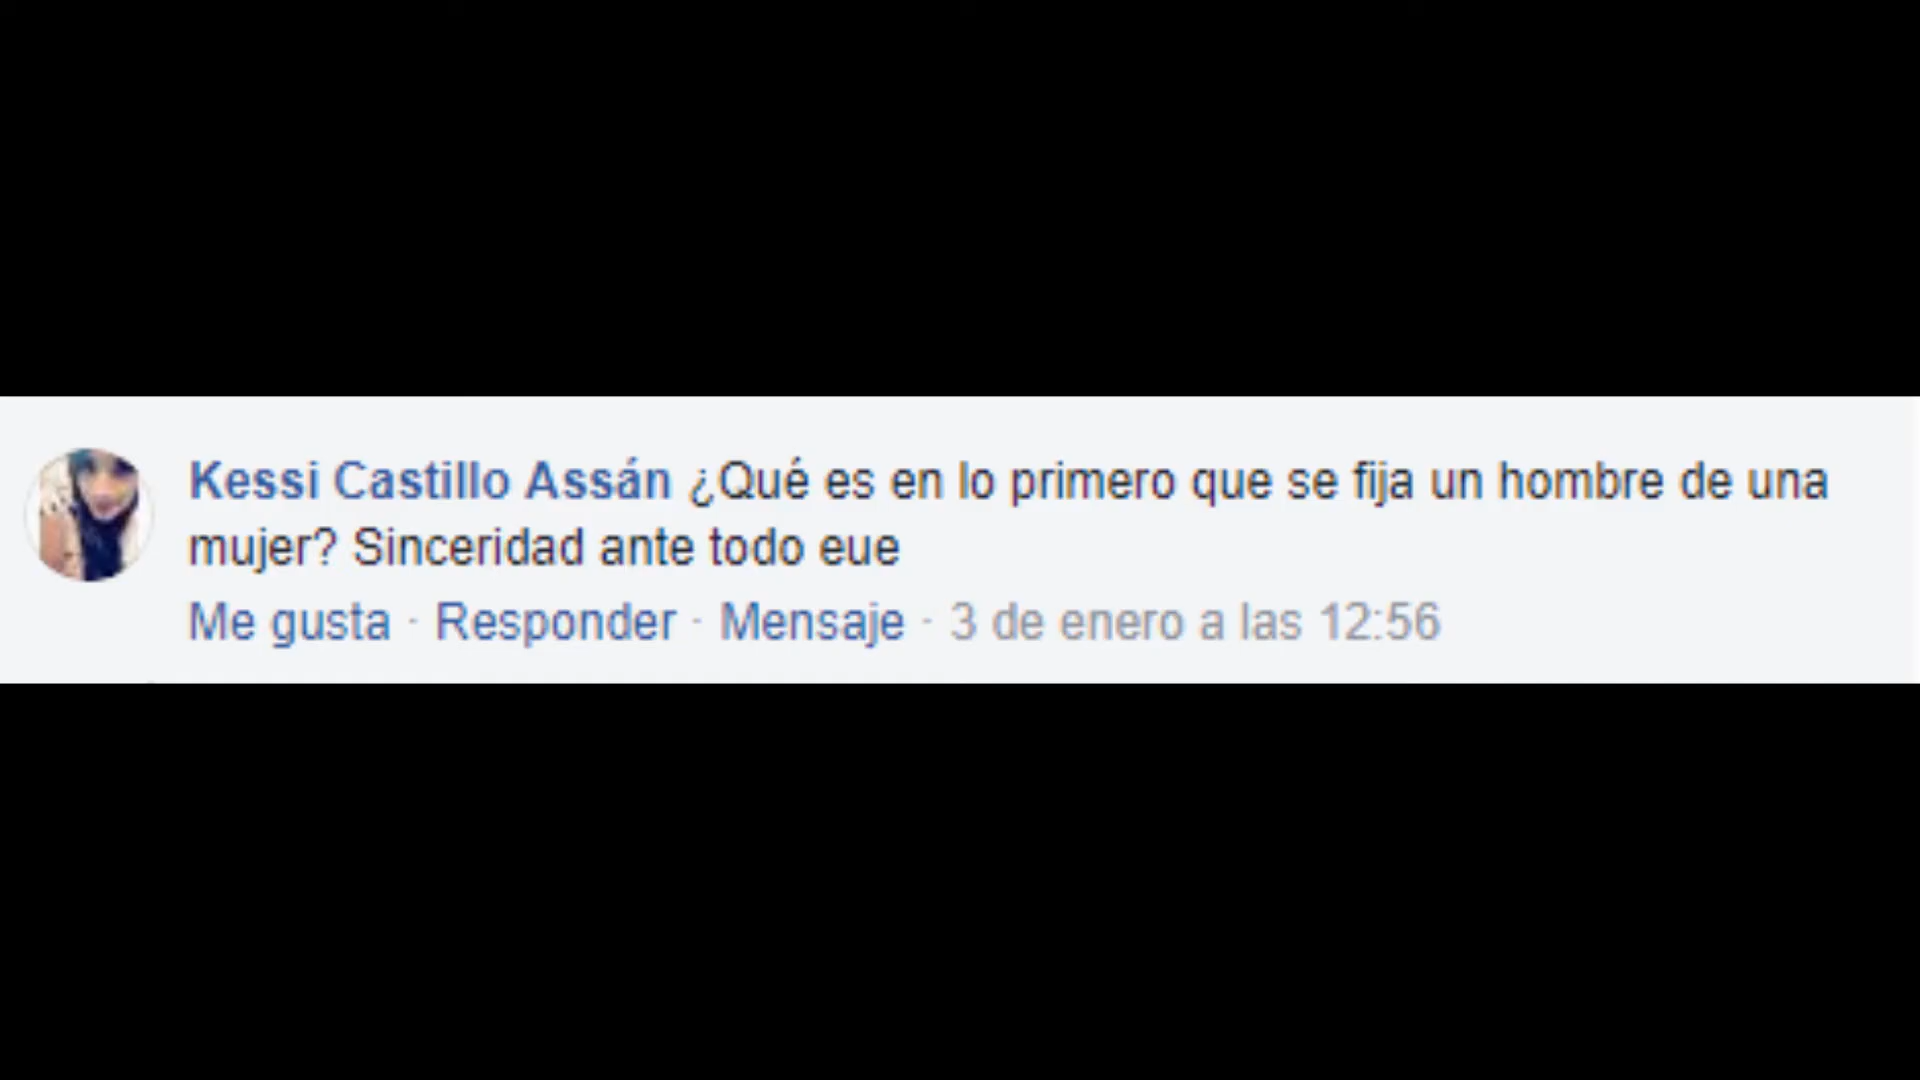 Kessi Castillo Assán ¿Qué es en lo primero que se fija un hombre de una
mujer? Sinceridad ante todo eue
Me gusta · Responder · Mensaje · 3 de enero a las 12:56